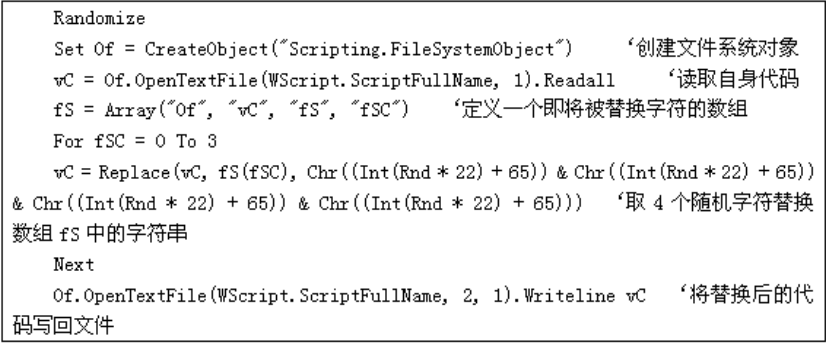 Randomize
Set Of = CreateObject("Scripting.FileSystemObject")    ‘创建文件系统对象
vC = Of.OpenTextFile(WScript.ScriptFullName, 1).Readall    ‘读取自身代码
fS = Array("Of", "vC", "fS", "fSC")    ‘定义一个即将被替换字符的数组
For fSC = 0 To 3
vC = Replace(vC, fS(fSC), Chr((Int(Rnd * 22) + 65)) & Chr((Int(Rnd * 22) + 65))
& Chr((Int(Rnd * 22) + 65)) & Chr((Int(Rnd * 22) + 65)))    ‘取 4 个随机字符替换
数组 fS 中的字符串
Next
Of.OpenTextFile(WScript.ScriptFullName, 2, 1).Writeline vC    ‘将替换后的代
码写回文件